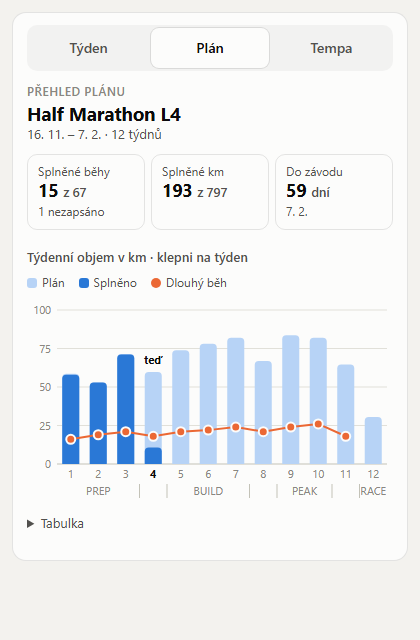 Týden Plán Tempa
PŘEHLED PLÁNU
Half Marathon L4
16. 11. – 7. 2. · 12 týdnů
Splněné běhy Splněné km Do závodu
15 z 67 193 z 797 59 dní
1 nezapsáno 7. 2.
Týdenní objem v km · klepni na týden
Plán Splněno Dlouhý běh
100
75
teď
50
25
0
1 2 3 4 5 6 7 8 9 10 11 12
PREP BUILD PEAK RACE
Tabulka